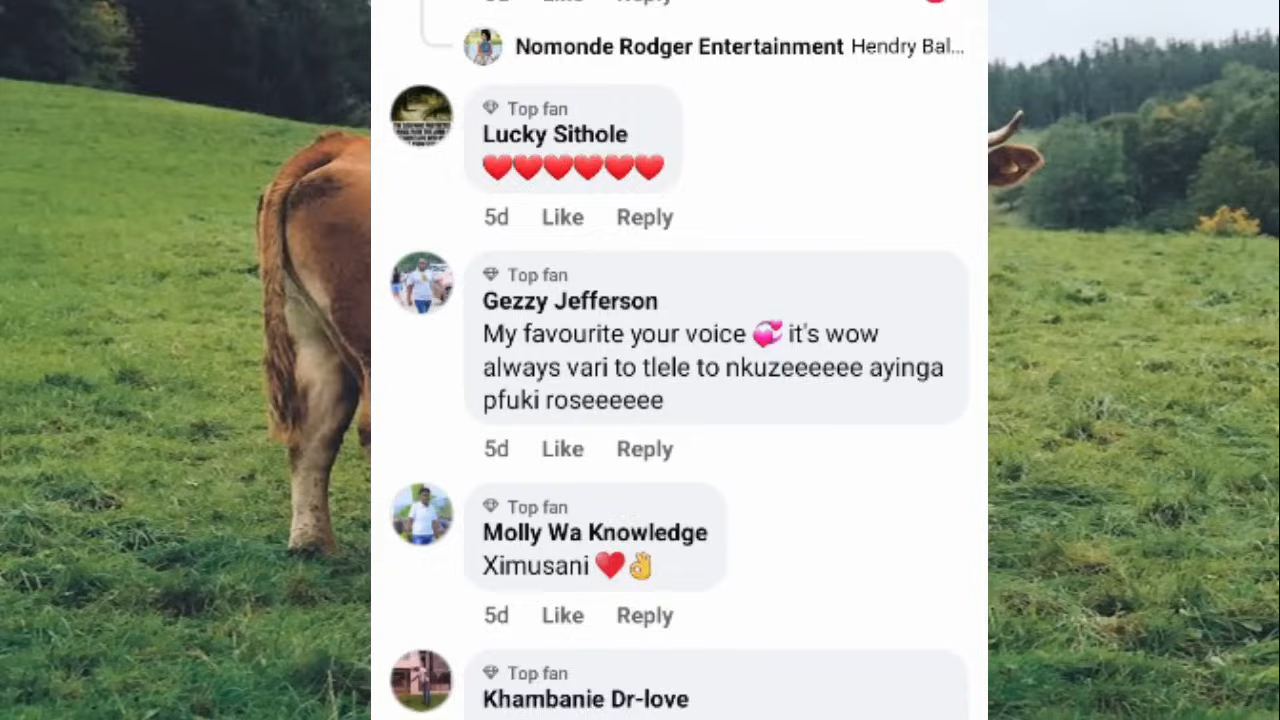 Nomonde Rodger Entertainment Hendry Bal...
Top fan
Lucky Sithole
❤️❤️❤️❤️❤️❤️
5d Like Reply
Top fan
Gezzy Jefferson
My favourite your voice 💞 it's wow
always vari to tlele to nkuzeeeeee ayinga
pfuki roseeeeee
5d Like Reply
Top fan
Molly Wa Knowledge
Ximusani ❤️👌
5d Like Reply
Top fan
Khambanie Dr-love